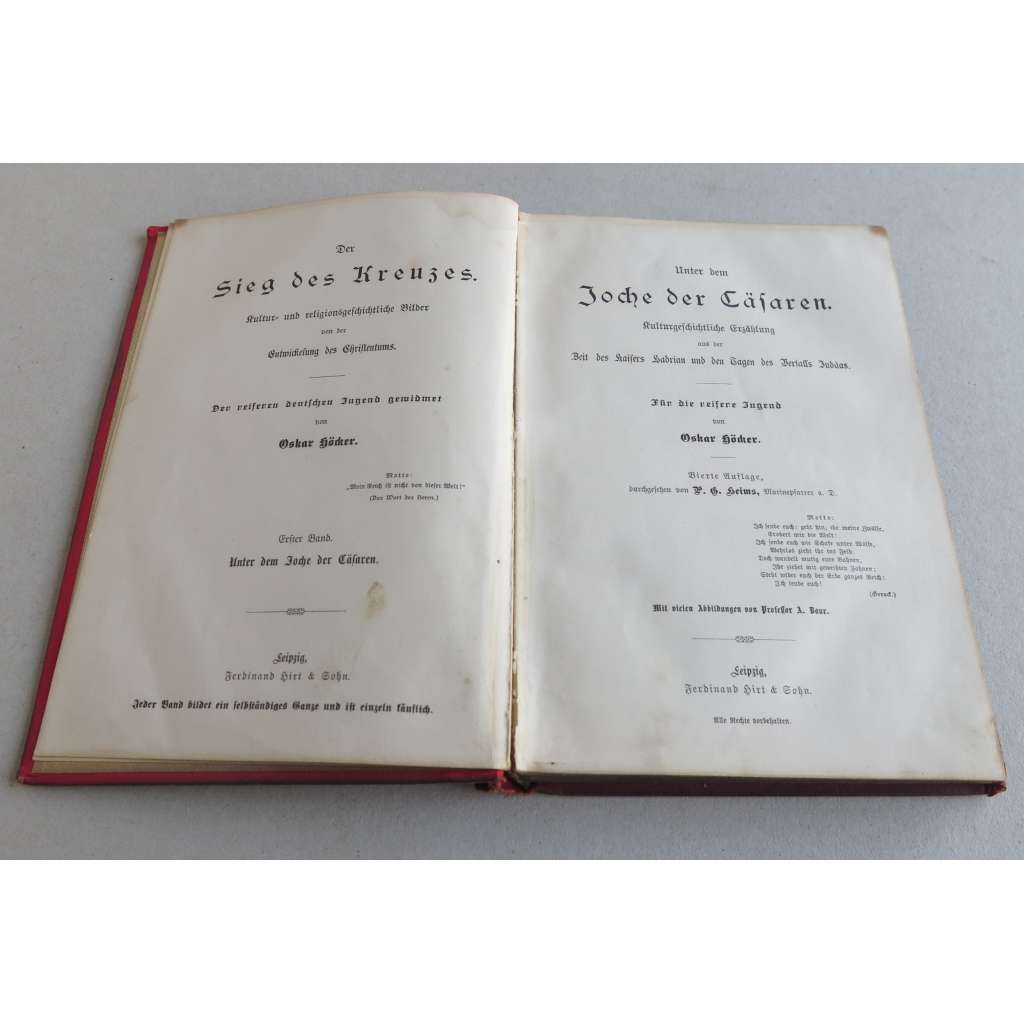 Der
Sieg des Kreuzes.
Kultur- und religionsgeschichtliche Bilder
von der
Entwickelung des Christentums.
Der reiferen deutschen Jugend gewidmet
von
Oskar Höcker.
Motto:
„Mein Reich ist nicht von dieser Welt!“
(Das Wort des Herrn.)
Erster Band.
Unter dem Joche der Cäsaren.
Leipzig,
Ferdinand Hirt & Sohn.
Jeder Band bildet ein selbständiges Ganze und ist einzeln käuflich.
Unter dem
Joche der Cäsaren.
Kulturgeschichtliche Erzählung
aus der
Zeit des Kaisers Hadrian und den Tagen des Verfalls Judäas.
Für die reifere Jugend
von
Oskar Höcker.
Vierte Auflage,
durchgesehen von P. G. Heims, Marinepfarrer a. D.
Motto:
Ich sende euch: geht hin, ihr meine Zwölfe,
Erobert mir die Welt:
Ich sende euch wie Schafe unter Wölfe,
Wehrlos zieht ihr ins Feld.
Doch wandelt mutig eure Bahnen,
Ihr ziehet mit geweihten Fahnen;
Steht wider euch der Erde ganzes Reich:
Ich sende euch!
(Gerock.)
Mit vielen Abbildungen von Professor A. Baur.
Leipzig,
Ferdinand Hirt & Sohn.
Alle Rechte vorbehalten.